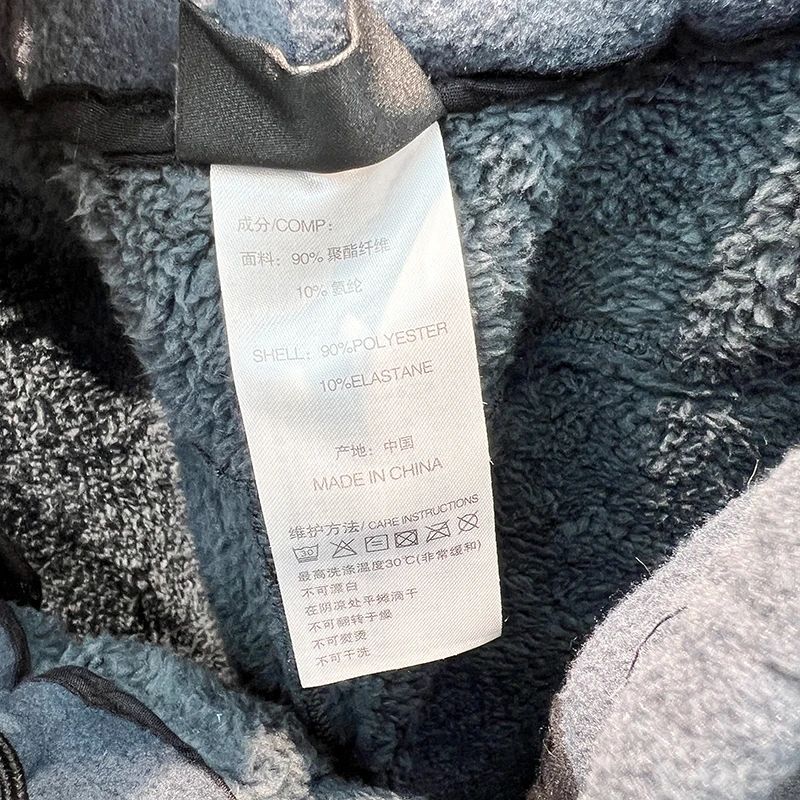 成分/COMP:
面料: 90% 聚酯纤维
10% 氨纶
SHELL: 90%POLYESTER
10%ELASTANE
产地: 中国
MADE IN CHINA
维护方法/ CARE INSTRUCTIONS
30
最高洗涤温度30℃(非常缓和)
不可漂白
在阴凉处平摊滴干
不可翻转干燥
不可熨烫
不可干洗